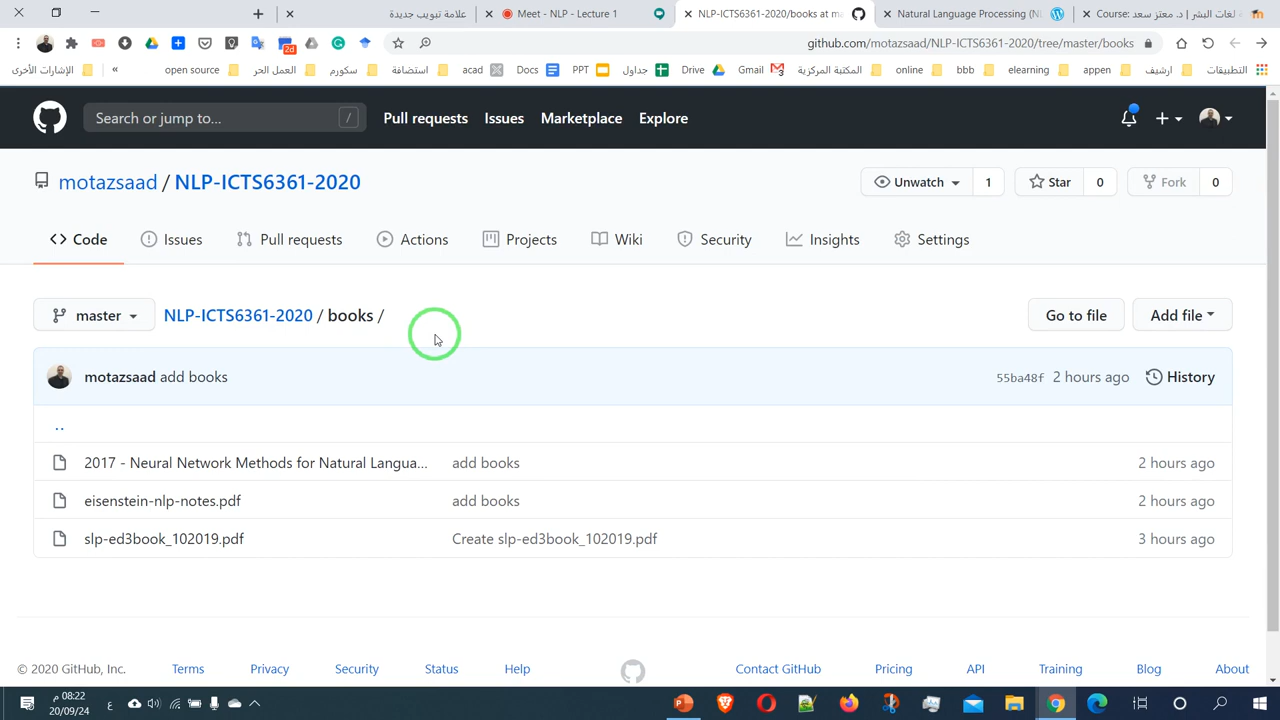 علامة تبويب جديدة
Meet - NLP - Lecture 1
NLP-ICTS6361-2020/books at ma
Natural Language Processing (NL
Course: لغات البشر | د. معتز سعد
github.com/motazsaad/NLP-ICTS6361-2020/tree/master/books
2d
الإشارات الأخرى
«
open source
العمل الحر
سكورم
استضافة
acad
Docs
PPT
جداول
Drive
Gmail
المكتبة المركزية
online
bbb
ارشيف
elearning
appen
التطبيقات
Search or jump to...
/
Pull requests
Issues
Marketplace
Explore
motazsaad / NLP-ICTS6361-2020
Unwatch
1
Star
0
Fork
0
Code
Issues
Pull requests
Actions
Projects
Wiki
Security
Insights
Settings
master
NLP-ICTS6361-2020 / books /
Go to file
Add file
motazsaad add books
55ba48f 2 hours ago
History
..
2017 - Neural Network Methods for Natural Langua...
add books
2 hours ago
eisenstein-nlp-notes.pdf
add books
2 hours ago
slp-ed3book_102019.pdf
Create slp-ed3book_102019.pdf
3 hours ago
© 2020 GitHub, Inc.
Terms
Privacy
Security
Status
Help
Contact GitHub
Pricing
API
Training
Blog
About
08:22 م
20/09/24
ع